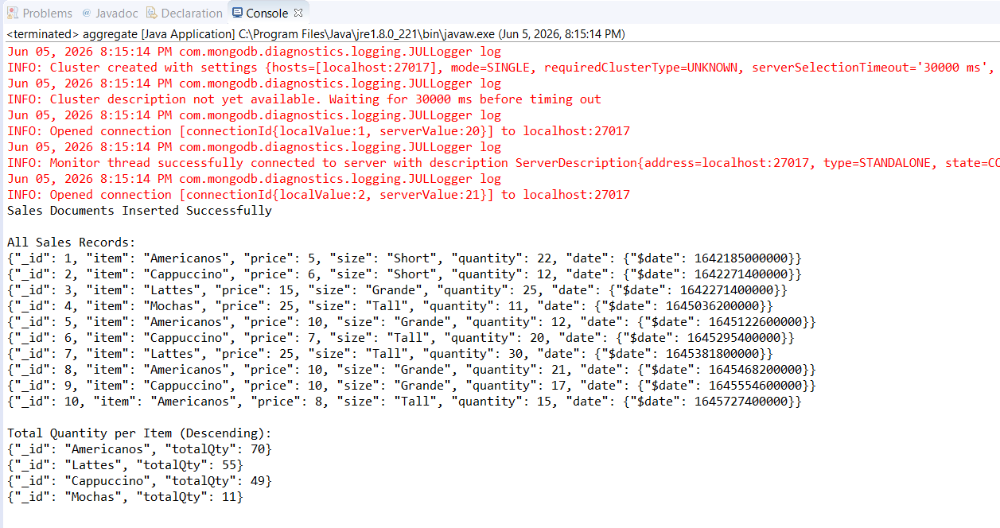 Problems @ Javadoc Declaration Console
<terminated> aggregate [Java Application] C:\Program Files\Java\jre1.8.0_221\bin\javaw.exe (Jun 5, 2026, 8:15:14 PM)
Jun 05, 2026 8:15:14 PM com.mongodb.diagnostics.logging.JULLogger log
INFO: Cluster created with settings {hosts=[localhost:27017], mode=SINGLE, requiredClusterType=UNKNOWN, serverSelectionTimeout='30000 ms',
Jun 05, 2026 8:15:14 PM com.mongodb.diagnostics.logging.JULLogger log
INFO: Cluster description not yet available. Waiting for 30000 ms before timing out
Jun 05, 2026 8:15:14 PM com.mongodb.diagnostics.logging.JULLogger log
INFO: Opened connection [connectionId{localValue:1, serverValue:20}] to localhost:27017
Jun 05, 2026 8:15:14 PM com.mongodb.diagnostics.logging.JULLogger log
INFO: Monitor thread successfully connected to server with description ServerDescription{address=localhost:27017, type=STANDALONE, state=CO
Jun 05, 2026 8:15:14 PM com.mongodb.diagnostics.logging.JULLogger log
INFO: Opened connection [connectionId{localValue:2, serverValue:21}] to localhost:27017
Sales Documents Inserted Successfully
All Sales Records:
{"_id": 1, "item": "Americanos", "price": 5, "size": "Short", "quantity": 22, "date": {"$date": 1642185000000}}
{"_id": 2, "item": "Cappuccino", "price": 6, "size": "Short", "quantity": 12, "date": {"$date": 1642271400000}}
{"_id": 3, "item": "Lattes", "price": 15, "size": "Grande", "quantity": 25, "date": {"$date": 1642271400000}}
{"_id": 4, "item": "Mochas", "price": 25, "size": "Tall", "quantity": 11, "date": {"$date": 1645036200000}}
{"_id": 5, "item": "Americanos", "price": 10, "size": "Grande", "quantity": 12, "date": {"$date": 1645122600000}}
{"_id": 6, "item": "Cappuccino", "price": 7, "size": "Tall", "quantity": 20, "date": {"$date": 1645295400000}}
{"_id": 7, "item": "Lattes", "price": 25, "size": "Tall", "quantity": 30, "date": {"$date": 1645381800000}}
{"_id": 8, "item": "Americanos", "price": 10, "size": "Grande", "quantity": 21, "date": {"$date": 1645468200000}}
{"_id": 9, "item": "Cappuccino", "price": 10, "size": "Grande", "quantity": 17, "date": {"$date": 1645554600000}}
{"_id": 10, "item": "Americanos", "price": 8, "size": "Tall", "quantity": 15, "date": {"$date": 1645727400000}}
Total Quantity per Item (Descending):
{"_id": "Americanos", "totalQty": 70}
{"_id": "Lattes", "totalQty": 55}
{"_id": "Cappuccino", "totalQty": 49}
{"_id": "Mochas", "totalQty": 11}